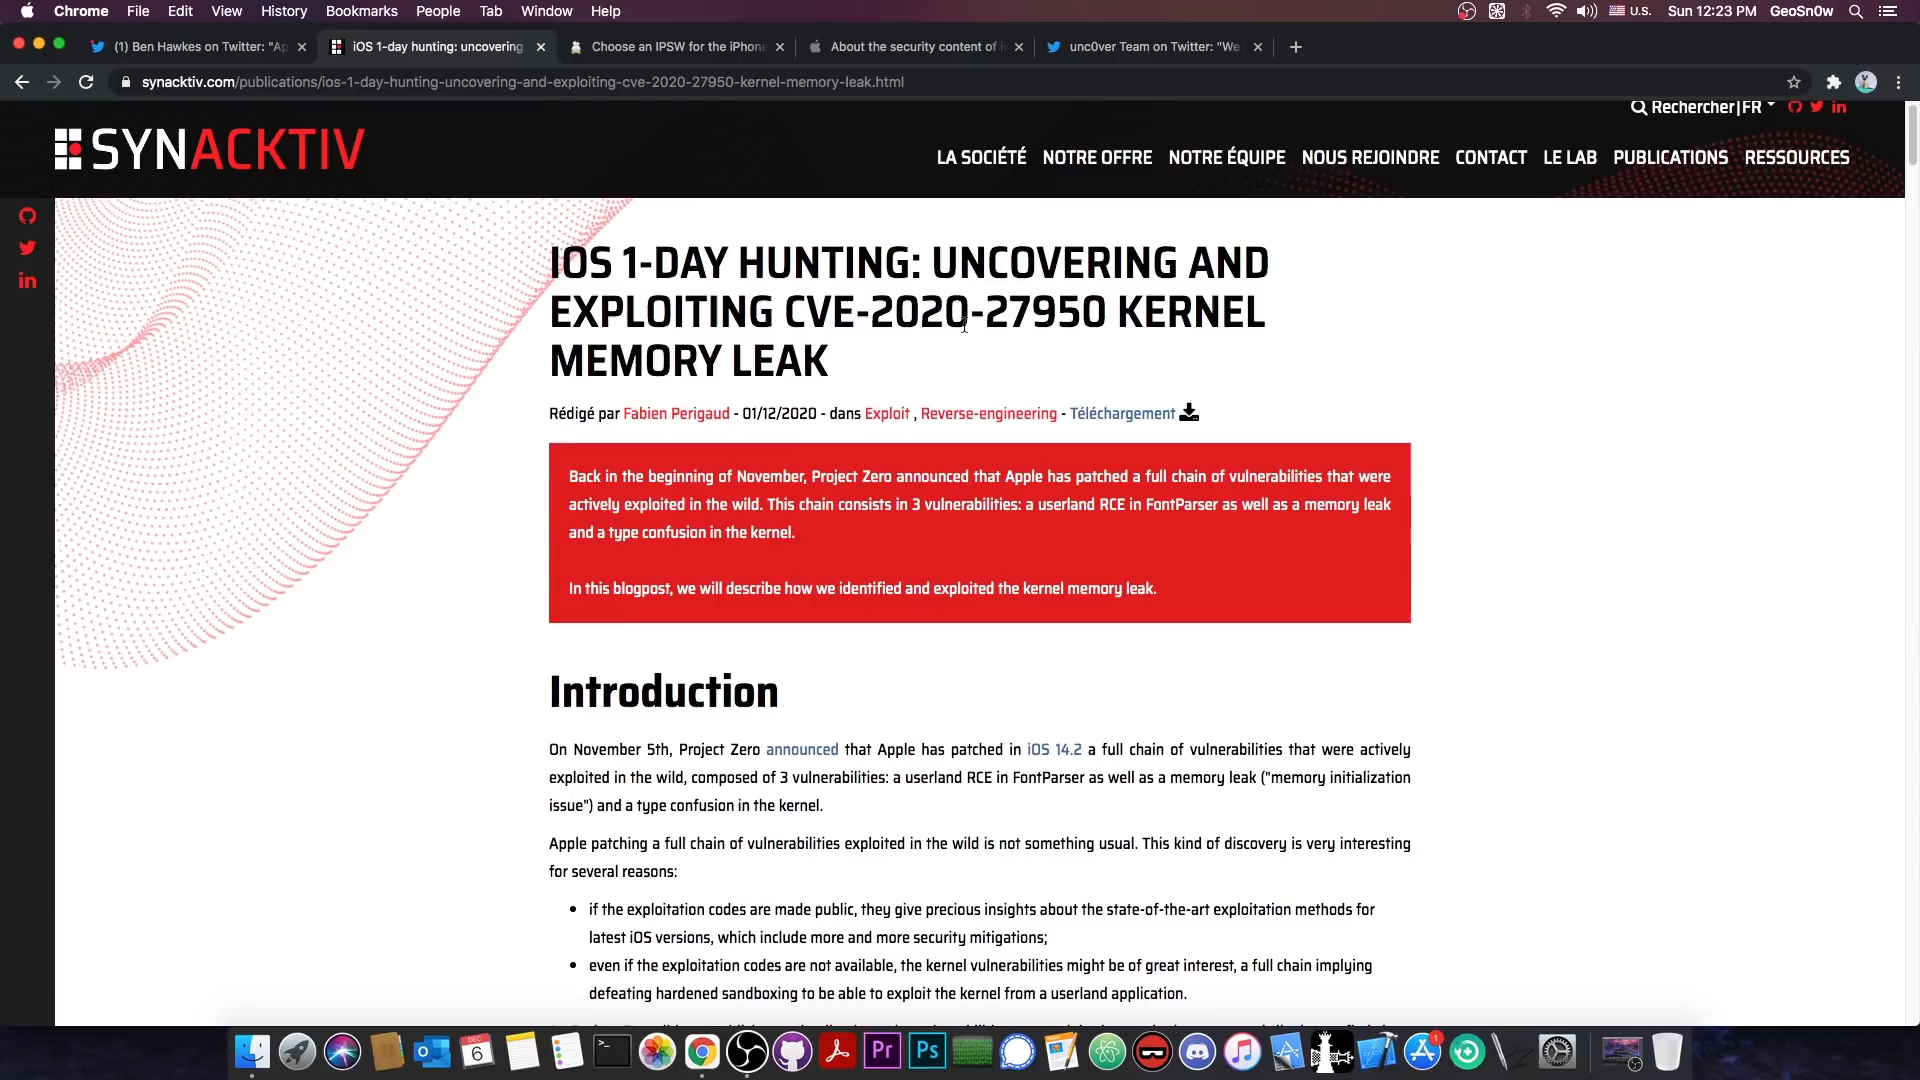 Chrome File Edit View History Bookmarks People Tab Window Help
U.S. Sun 12:23 PM GeoSn0w
(1) Ben Hawkes on Twitter: "Ap
iOS 1-day hunting: uncovering
Choose an IPSW for the iPhone
About the security content of i
unc0ver Team on Twitter: "We
synacktiv.com/publications/ios-1-day-hunting-uncovering-and-exploiting-cve-2020-27950-kernel-memory-leak.html
Rechercher|FR
SYNACKTIV
LA SOCIÉTÉ NOTRE OFFRE NOTRE ÉQUIPE NOUS REJOINDRE CONTACT LE LAB PUBLICATIONS RESSOURCES
IOS 1-DAY HUNTING: UNCOVERING AND
EXPLOITING CVE-2020-27950 KERNEL
MEMORY LEAK
Rédigé par Fabien Perigaud - 01/12/2020 - dans Exploit , Reverse-engineering - Téléchargement
Back in the beginning of November, Project Zero announced that Apple has patched a full chain of vulnerabilities that were
actively exploited in the wild. This chain consists in 3 vulnerabilities: a userland RCE in FontParser as well as a memory leak
and a type confusion in the kernel.
In this blogpost, we will describe how we identified and exploited the kernel memory leak.
Introduction
On November 5th, Project Zero announced that Apple has patched in iOS 14.2 a full chain of vulnerabilities that were actively
exploited in the wild, composed of 3 vulnerabilities: a userland RCE in FontParser as well as a memory leak ("memory initialization
issue") and a type confusion in the kernel.
Apple patching a full chain of vulnerabilities exploited in the wild is not something usual. This kind of discovery is very interesting
for several reasons:
if the exploitation codes are made public, they give precious insights about the state-of-the-art exploitation methods for
latest iOS versions, which include more and more security mitigations;
even if the exploitation codes are not available, the kernel vulnerabilities might be of great interest, a full chain implying
defeating hardened sandboxing to be able to exploit the kernel from a userland application.
DEC
6
Pr
Ps
1